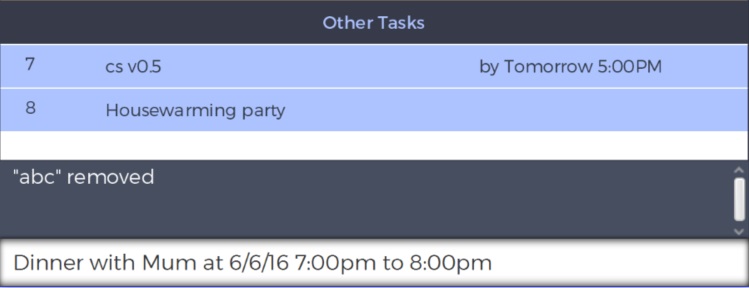 Other Tasks
7 cs v0.5 by Tomorrow 5:00PM
8 Housewarming party
"abc" removed
Dinner with Mum at 6/6/16 7:00pm to 8:00pm